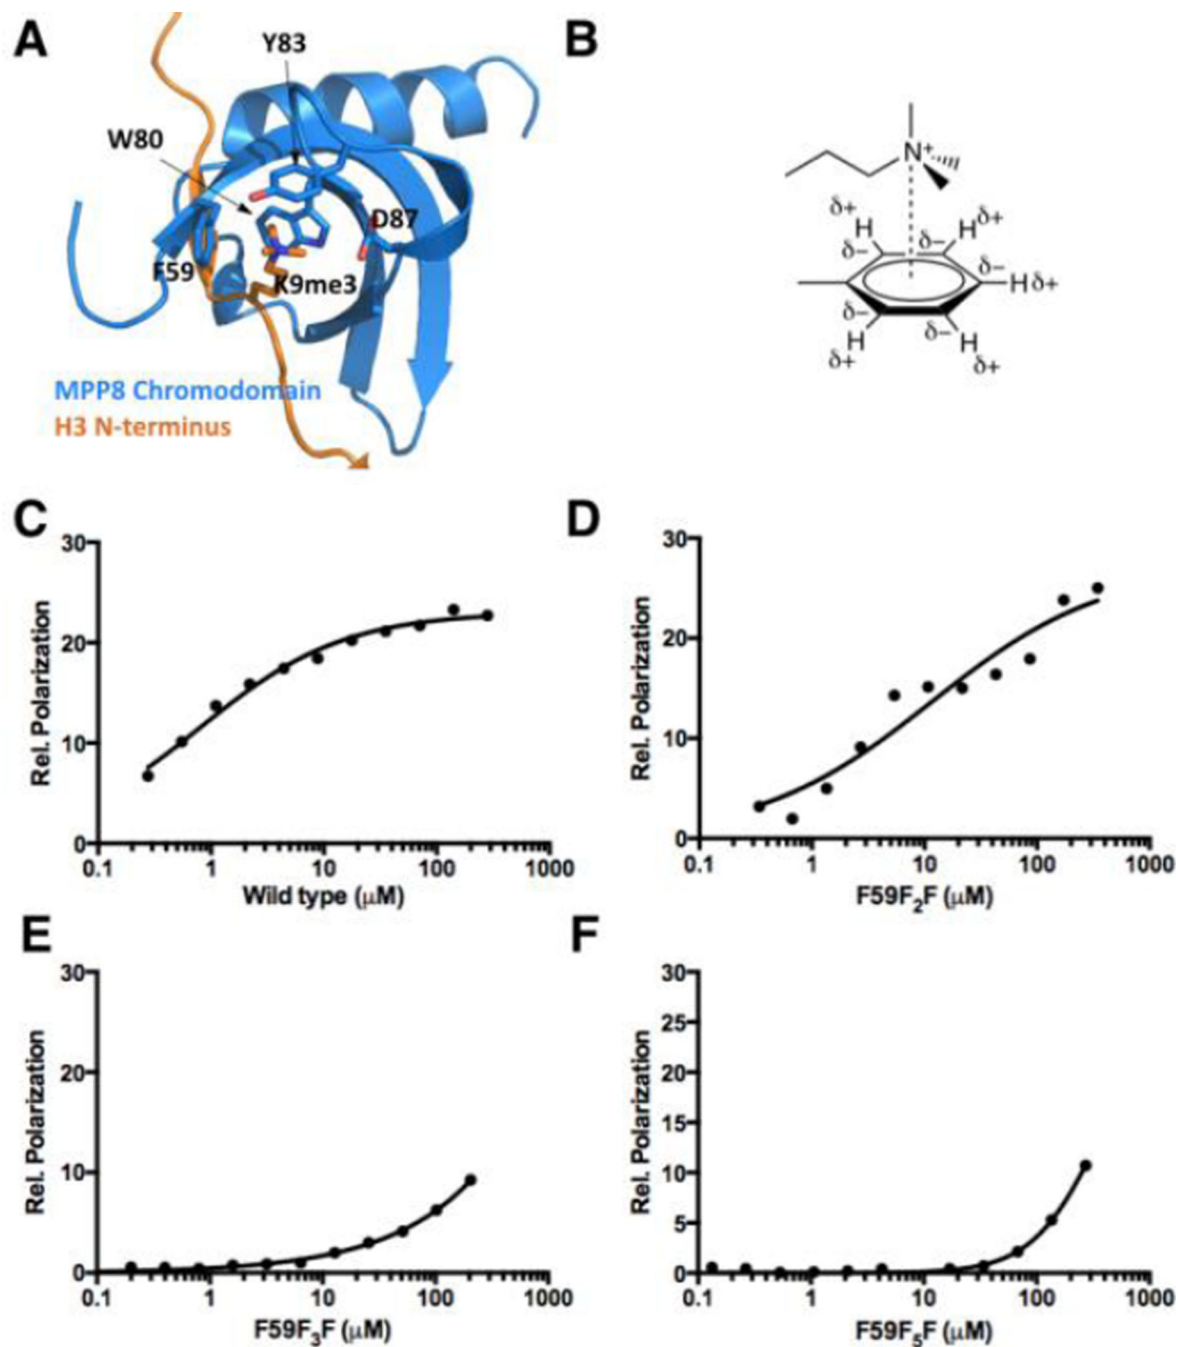 A
B
Y83
W80
D87
F59
K9me3
MPP8 Chromodomain
H3 N-terminus
N+
δ+ H H δ+
δ− δ−
δ−
H δ+
δ− δ−
H H
δ+ δ+
C
D
30
20
10
0
Rel. Polarization
0.1 1 10 100 1000
Wild type (μM)
30
20
10
0
Rel. Polarization
0.1 1 10 100 1000
F59F₂F (μM)
E
F
30
20
10
0
Rel. Polarization
0.1 1 10 100 1000
F59F₃F (μM)
30
25
20
15
10
5
0
Rel. Polarization
0.1 1 10 100 1000
F59F₅F (μM)